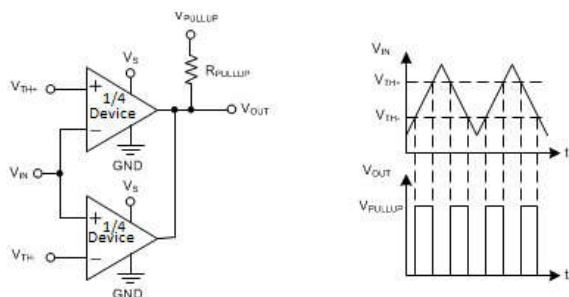 VPULLUP
VS
RPULLUP
VTH+
+
1/4
Device
−
VOUT
GND
VIN
VS
+
1/4
Device
−
VTH-
GND
VIN
VTH+
VTH-
t
VOUT
VPULLUP
t